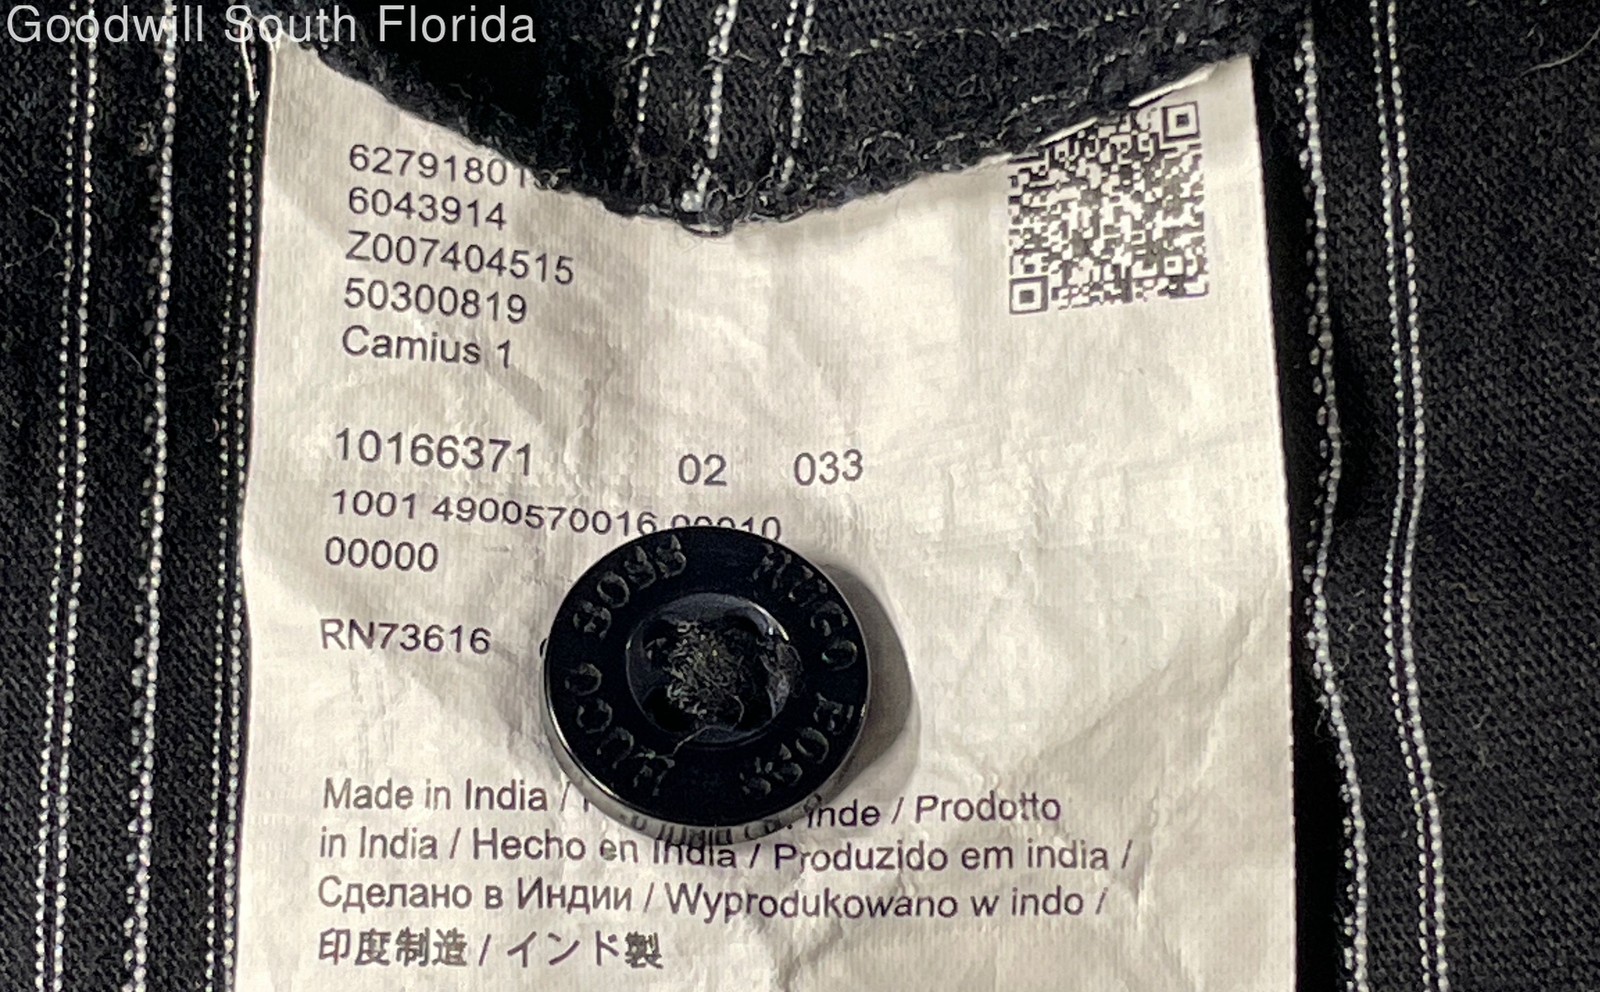 Goodwill South Florida
6279180
6043914
Z007404515
50300819
Camius 1
10166371 02 033
1001 4900570016 00010
00000
RN73616
HUGO BOSS HUGO BOSS
Made in India / inde / Prodotto
in India / Hecho en India / Produzido em india /
Сделано в Индии / Wyprodukowano w indo /
印度制造 / インド製